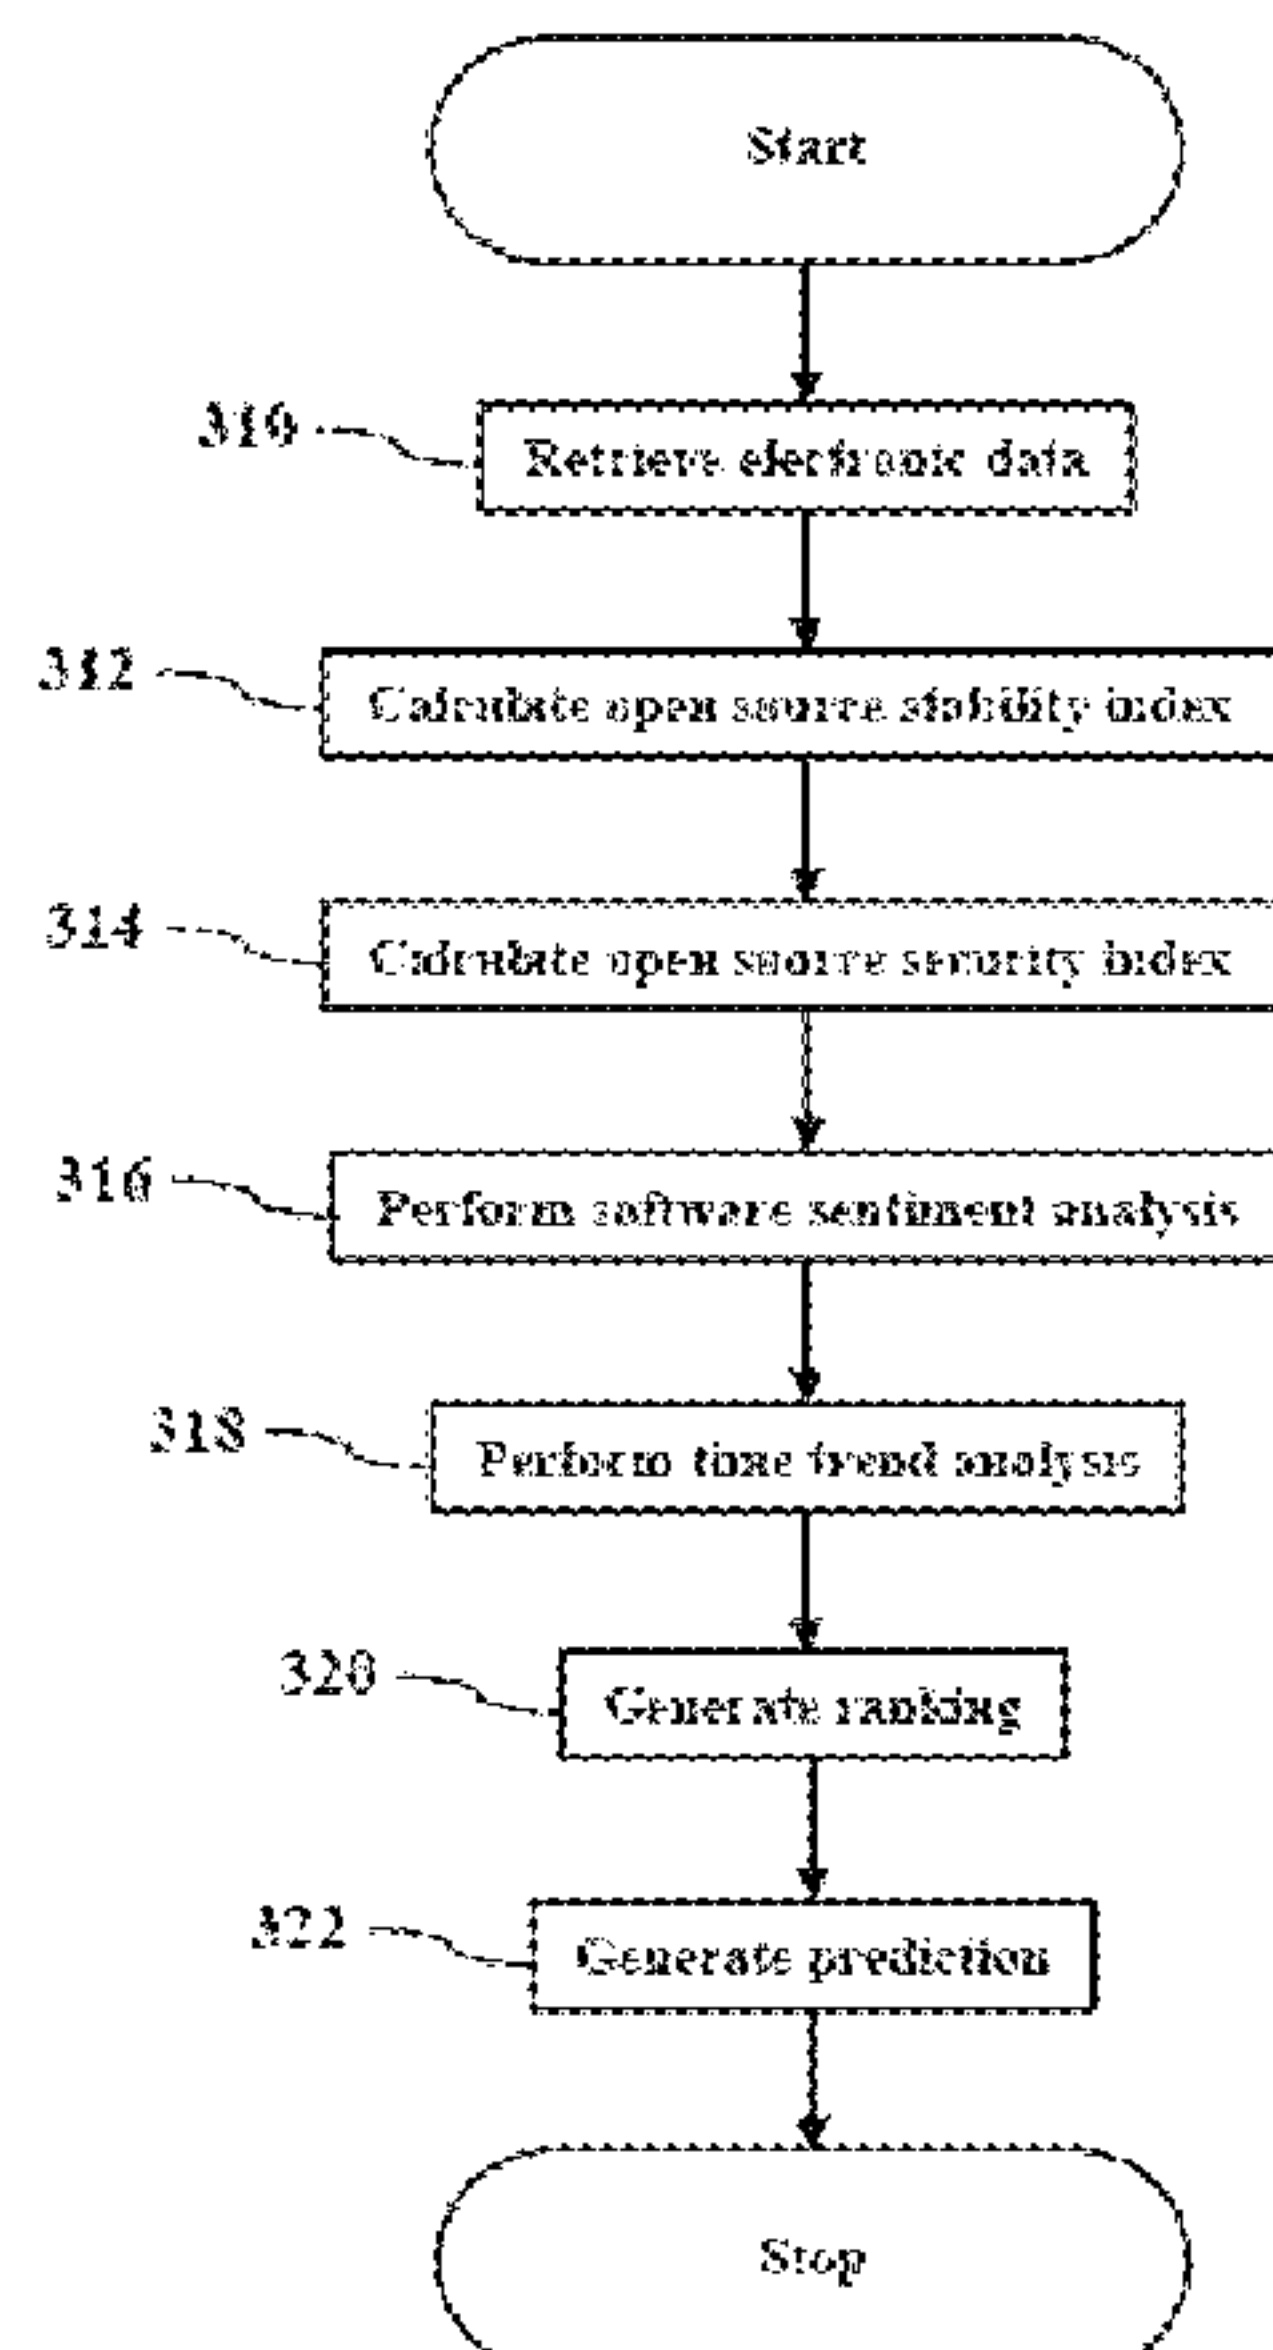 Start
310
Retrieve electronic data
312
Calculate open source stability index
314
Calculate open source security index
316
Perform software sentiment analysis
318
Perform time trend analysis
320
Generate ranking
322
Generate prediction
Stop